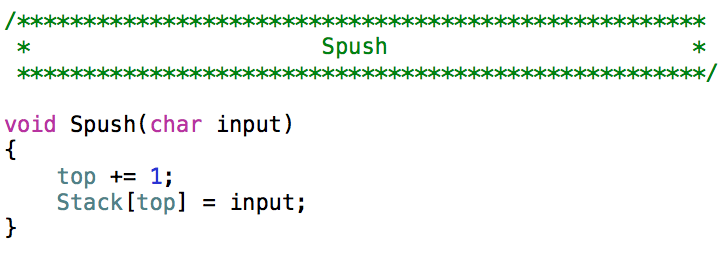 /****************************************************
 *                      Spush                       *
 ****************************************************/
void Spush(char input)
{
    top += 1;
    Stack[top] = input;
}